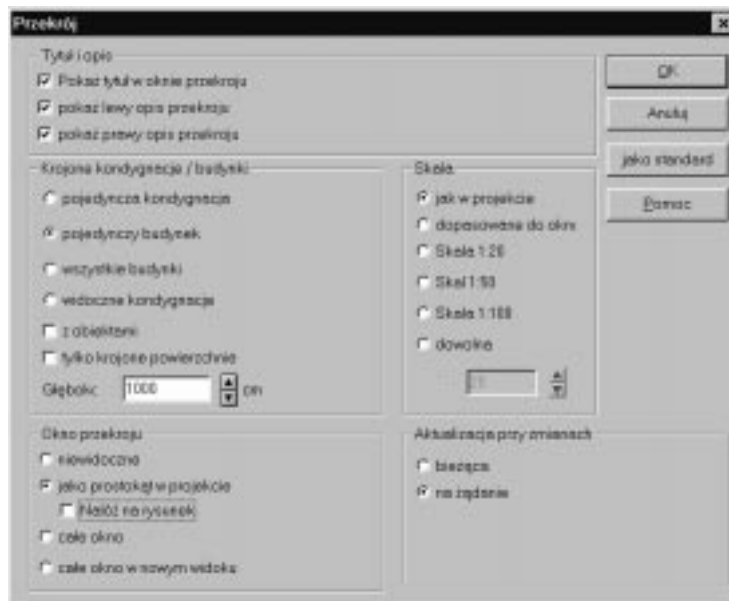 Przekrój
Tytuł i opis
Pokaż tytuł w oknie przekroju
pokaż lewy opis przekroju
pokaż prawy opis przekroju
OK
Anuluj
jako standard
Pomoc
Krojone kondygnacje / budynki
pojedyncza kondygnacja
pojedynczy budynek
wszystkie budynki
widoczne kondygnacje
z obiektami
tylko krojone powierzchnie
Głębok: 1000 cm
Skala
jak w projekcie
dopasowane do okn
Skala 1:20
Skal 1:50
Skala 1:100
dowolna
Okno przekroju
niewidoczne
jako prostokąt w projekcie
Nałóż na rysunek
całe okno
całe okno w nowym widoku
Aktualizacja przy zmianach
bieżąca
na żądanie